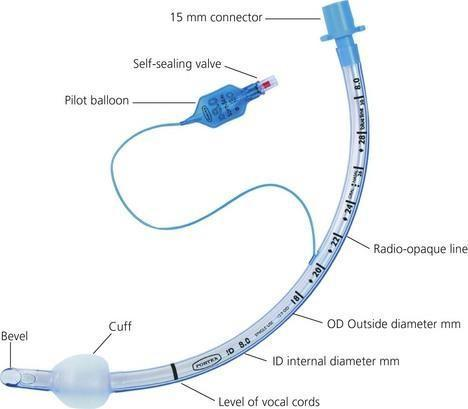 15 mm connector
Self-sealing valve
Pilot balloon
8.0
28
24
22
20
18
Radio-opaque line
OD Outside diameter mm
ID 8.0
PORTEX
ID internal diameter mm
Level of vocal cords
Cuff
Bevel